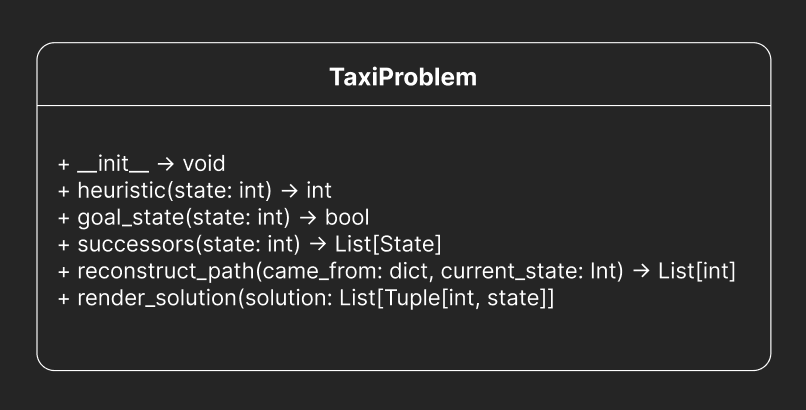 TaxiProblem
+ __init__ → void
+ heuristic(state: int) → int
+ goal_state(state: int) → bool
+ successors(state: int) → List[State]
+ reconstruct_path(came_from: dict, current_state: Int) → List[int]
+ render_solution(solution: List[Tuple[int, state]]